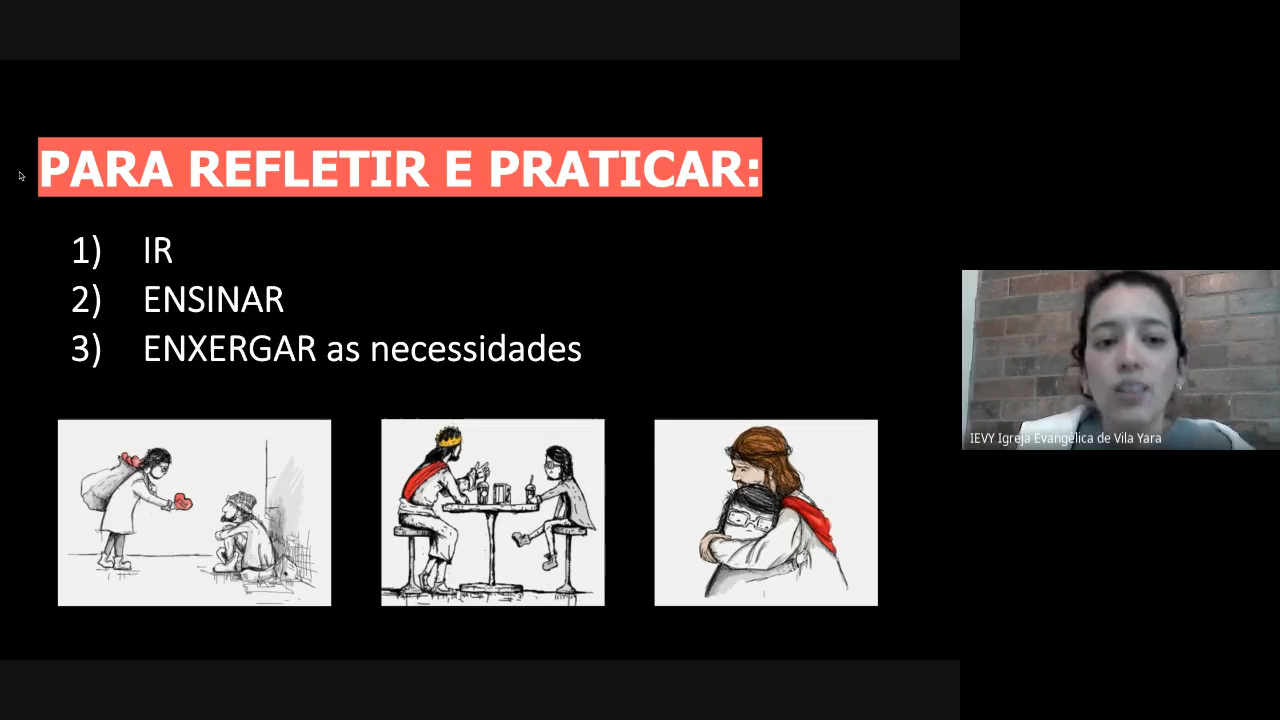 PARA REFLETIR E PRATICAR:
1) IR
2) ENSINAR
3) ENXERGAR as necessidades
IEVY Igreja Evangélica de Vila Yara